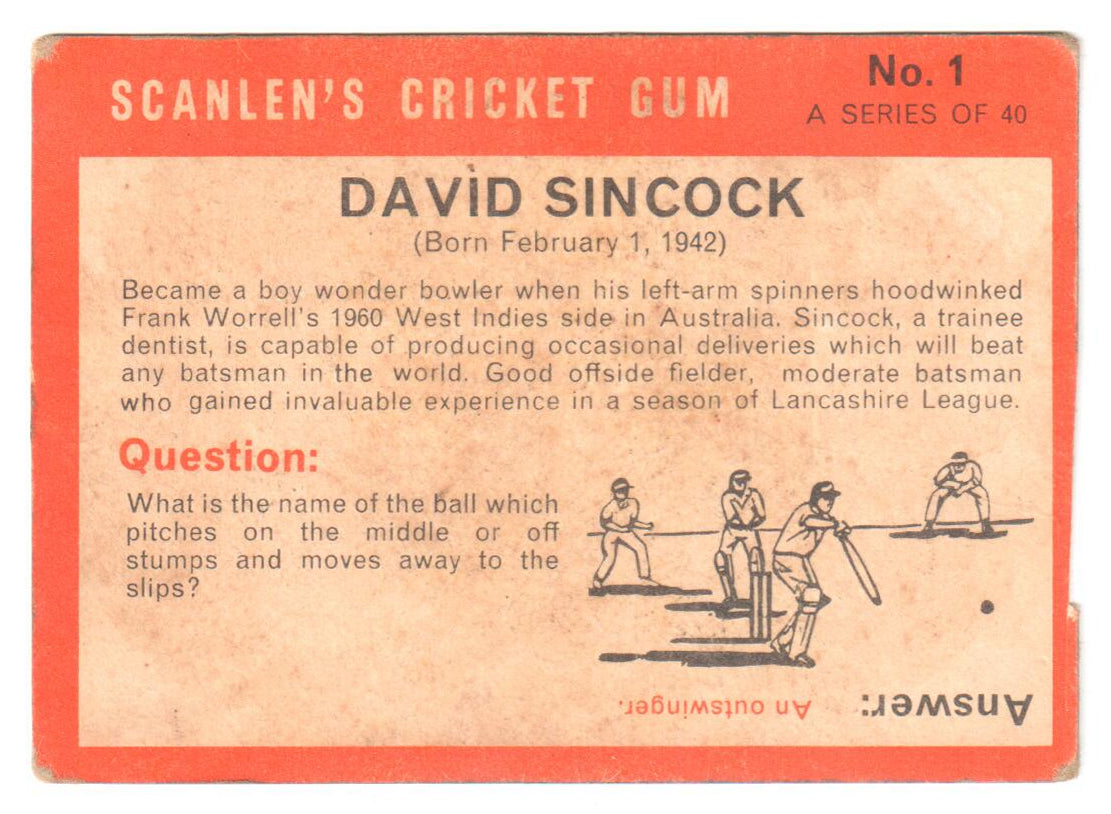 SCANLEN'S CRICKET GUM
No. 1
A SERIES OF 40
DAVID SINCOCK
(Born February 1, 1942)
Became a boy wonder bowler when his left-arm spinners hoodwinked
Frank Worrell's 1960 West Indies side in Australia. Sincock, a trainee
dentist, is capable of producing occasional deliveries which will beat
any batsman in the world. Good offside fielder, moderate batsman
who gained invaluable experience in a season of Lancashire League.
Question:
What is the name of the ball which
pitches on the middle or off
stumps and moves away to the
slips?
Answer: An outswinger.